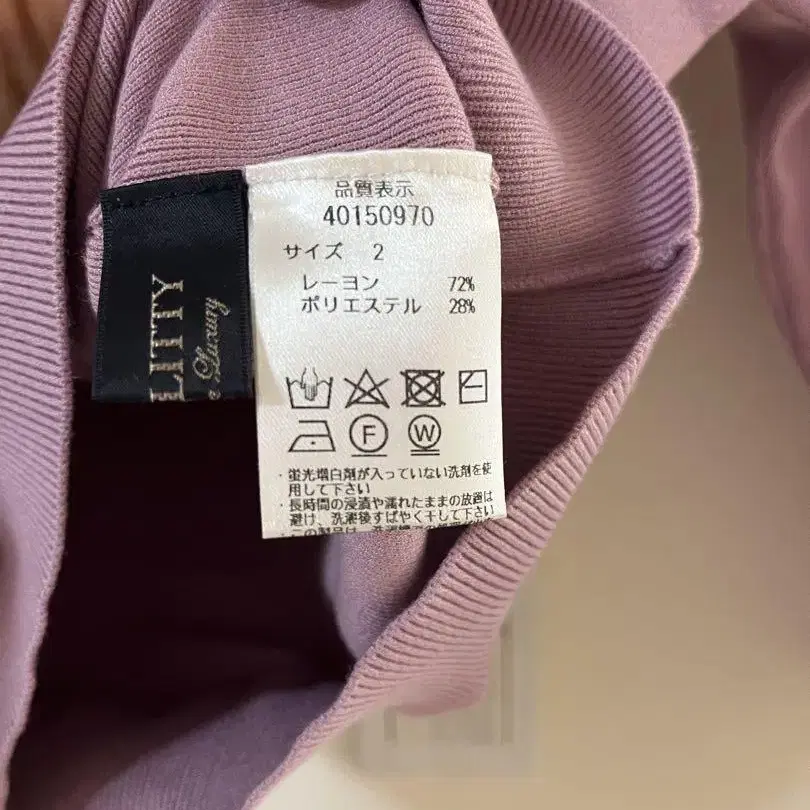 品質表示
40150970
サイズ 2
レーヨン 72%
ポリエステル 28%
F W
・蛍光増白剤が入っていない洗剤を使
用して下さい
・長時間の浸漬や濡れたままの放置は
避け、洗濯後すばやく干して下さい
LITTY
Luxury